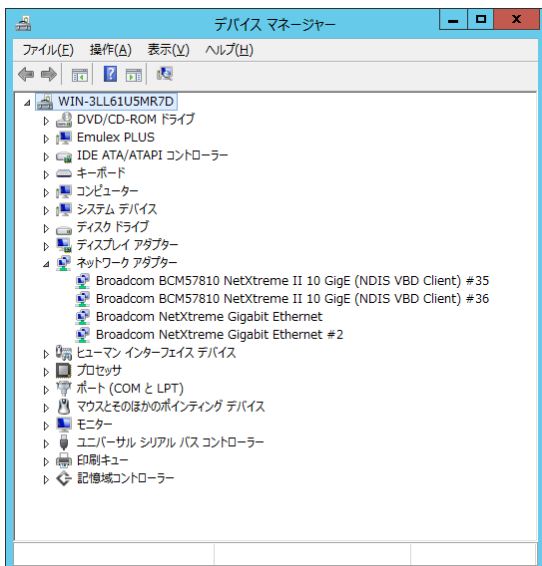 デバイス マネージャー
ファイル(F) 操作(A) 表示(V) ヘルプ(H)
WIN-3LL61U5MR7D
DVD/CD-ROM ドライブ
Emulex PLUS
IDE ATA/ATAPI コントローラー
キーボード
コンピューター
システム デバイス
ディスク ドライブ
ディスプレイ アダプター
ネットワーク アダプター
Broadcom BCM57810 NetXtreme II 10 GigE (NDIS VBD Client) #35
Broadcom BCM57810 NetXtreme II 10 GigE (NDIS VBD Client) #36
Broadcom NetXtreme Gigabit Ethernet
Broadcom NetXtreme Gigabit Ethernet #2
ヒューマン インターフェイス デバイス
プロセッサ
ポート (COM と LPT)
マウスとそのほかのポインティング デバイス
モニター
ユニバーサル シリアル バス コントローラー
印刷キュー
記憶域コントローラー